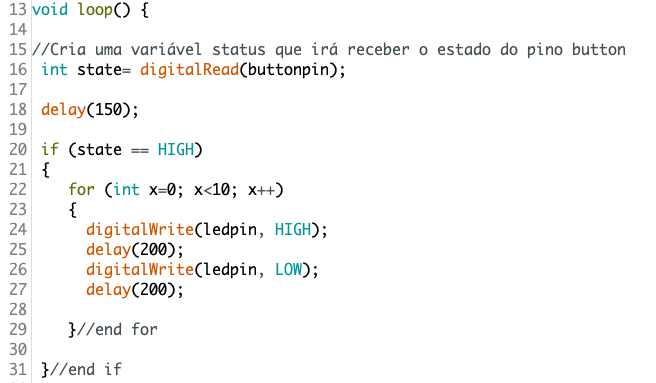 13 void loop() {
14
15 //Cria uma variável status que irá receber o estado do pino button
16 int state= digitalRead(buttonpin);
17
18 delay(150);
19
20 if (state == HIGH)
21 {
22 for (int x=0; x<10; x++)
23 {
24 digitalWrite(ledpin, HIGH);
25 delay(200);
26 digitalWrite(ledpin, LOW);
27 delay(200);
28
29 }//end for
30
31 }//end if